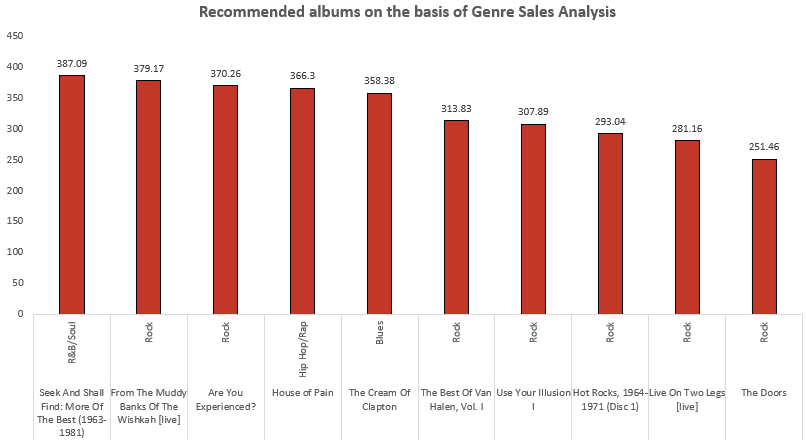 Recommended albums on the basis of Genre Sales Analysis
450
400
350
300
250
200
150
100
50
0
387.09
379.17
370.26
366.3
358.38
313.83
307.89
293.04
281.16
251.46
R&B/Soul
Rock
Rock
Hip Hop/Rap
Blues
Rock
Rock
Rock
Rock
Rock
Seek And Shall
Find: More Of
The Best (1963-
1981)
From The Muddy
Banks Of The
Wishkah [live]
Are You
Experienced?
House of Pain
The Cream Of
Clapton
The Best Of Van
Halen, Vol. I
Use Your Illusion
I
Hot Rocks, 1964-
1971 (Disc 1)
Live On Two Legs
[live]
The Doors